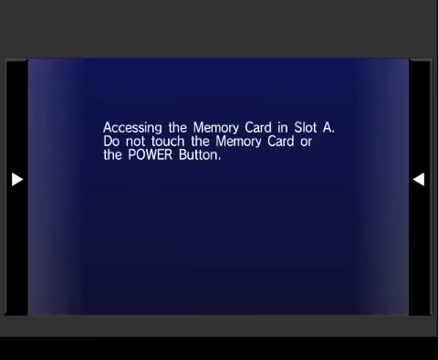 Accessing the Memory Card in Slot A.
Do not touch the Memory Card or
the POWER Button.